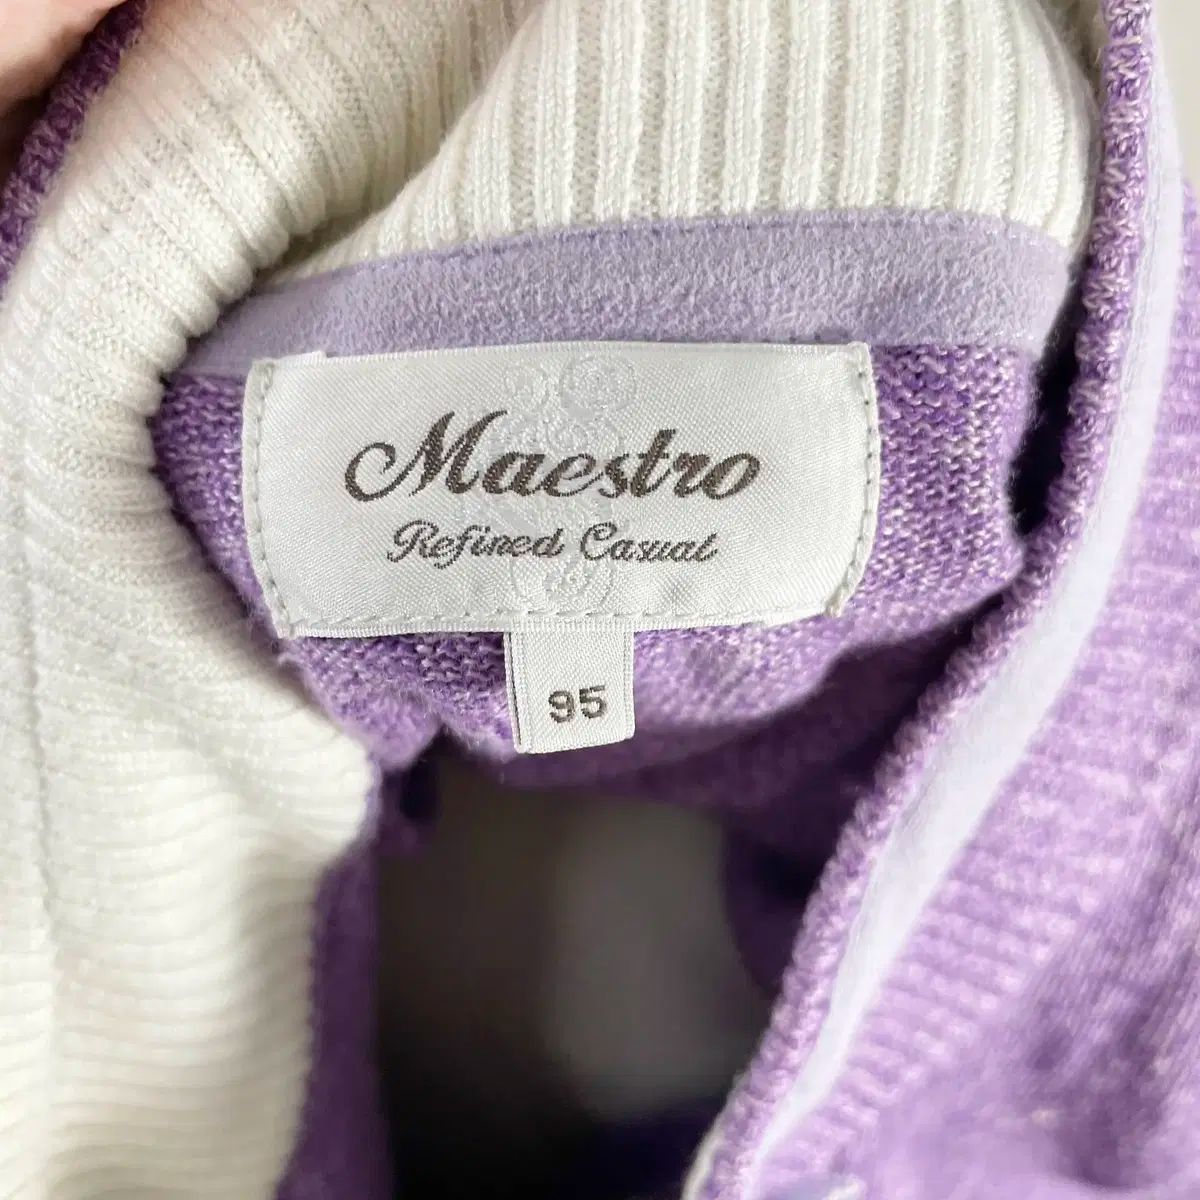 Maestro
Refined Casual
95